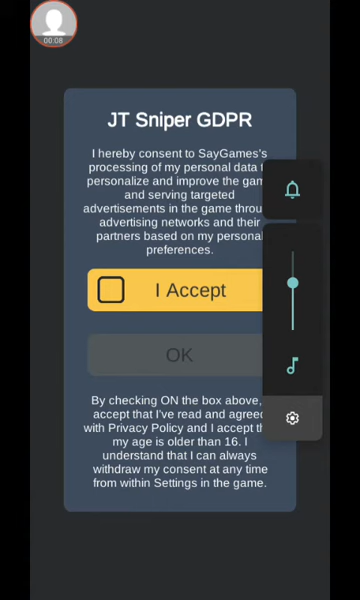 00:08
JT Sniper GDPR
I hereby consent to SayGames's
processing of my personal data
personalize and improve the
and serving targeted
advertisements in the game
advertising networks and their
partners based on my personal
preferences.
I Accept
OK
By checking ON the box above,
accept that I've read and agreed
with Privacy Policy and I accept
my age is older than 16. I
understand that I can always
withdraw my consent at any time
from within Settings in the game.